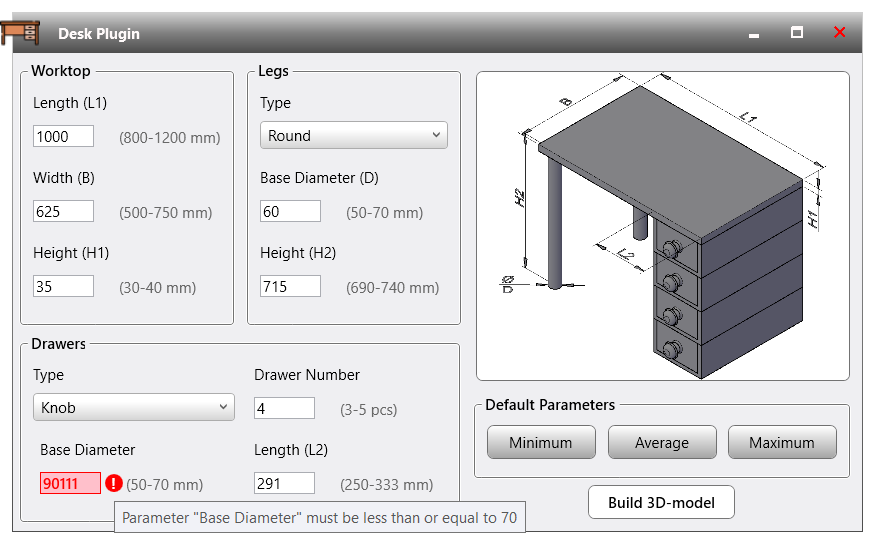 Desk Plugin
Worktop
Length (L1)
1000 (800-1200 mm)
Width (B)
625 (500-750 mm)
Height (H1)
35 (30-40 mm)
Legs
Type
Round
Base Diameter (D)
60 (50-70 mm)
Height (H2)
715 (690-740 mm)
B
L1
H2
H1
L2
Ø
D
Drawers
Type
Knob
Drawer Number
4 (3-5 pcs)
Base Diameter
90111 ! (50-70 mm)
Length (L2)
291 (250-333 mm)
Parameter "Base Diameter" must be less than or equal to 70
Default Parameters
Minimum Average Maximum
Build 3D-model